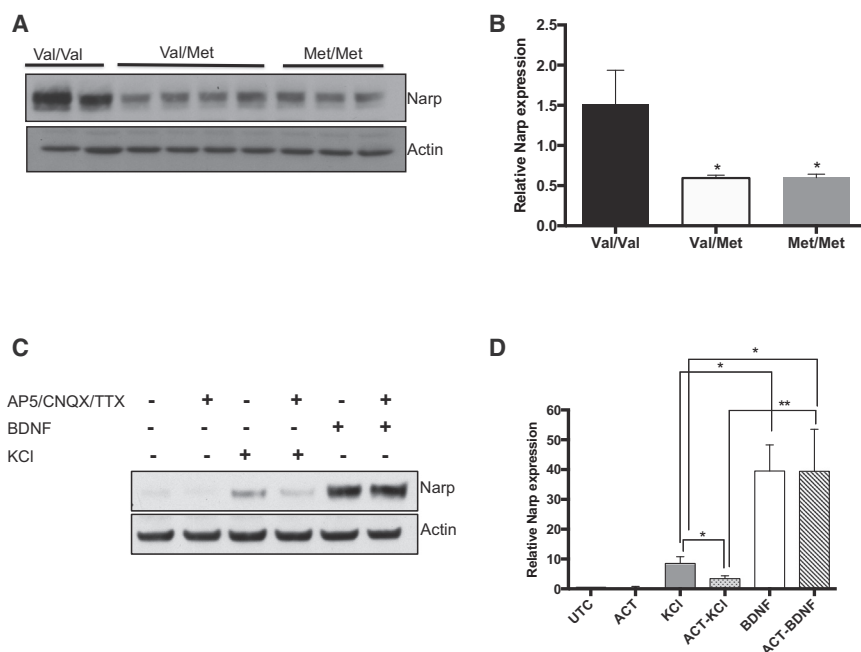 A
Val/Val Val/Met Met/Met
Narp
Actin
B
Relative Narp expression
2.5
2.0
1.5
1.0
0.5
0.0
* *
Val/Val Val/Met Met/Met
C
AP5/CNQX/TTX - + - + - +
BDNF - - - - + +
KCl - - + + - -
Narp
Actin
D
Relative Narp expression
60
50
40
30
20
10
0
*
*
**
*
UTC ACT KCl ACT-KCl BDNF ACT-BDNF